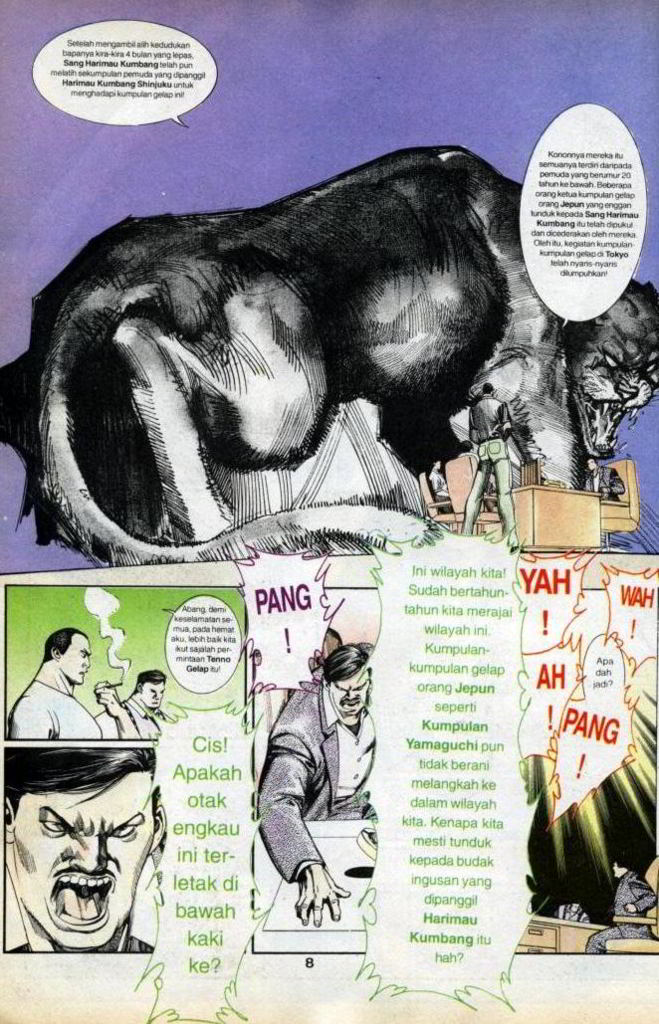 Setelah mengambil alih kedudukan
bapanya kira-kira 4 bulan yang lepas,
Sang Harimau Kumbang telah pun
melatih sekumpulan pemuda yang dipanggil
Harimau Kumbang Shinjuku untuk
menghadapi kumpulan gelap ini!
Kononnya mereka itu
semuanya terdiri daripada
pemuda yang berumur 20
tahun ke bawah. Beberapa
orang ketua kumpulan gelap
orang Jepun yang enggan
tunduk kepada Sang Harimau
Kumbang itu telah dipukul
dan dicederakan oleh mereka.
Oleh itu, kegiatan kumpulan-
kumpulan gelap di Tokyo
telah nyaris-nyaris
dilumpuhkan!
Abang, demi
keselamatan se-
mua, pada hemat
aku, lebih baik kita
ikut sajalah per-
mintaan Tenno
Gelap itu!
Cis!
Apakah
otak
engkau
ini ter-
letak di
bawah
kaki
ke?
PANG
!
Ini wilayah kita!
Sudah bertahun-
tahun kita merajai
wilayah ini.
Kumpulan-
kumpulan gelap
orang Jepun
seperti
Kumpulan
Yamaguchi pun
tidak berani
melangkah ke
dalam wilayah
kita. Kenapa kita
mesti tunduk
kepada budak
ingusan yang
dipanggil
Harimau
Kumbang itu
hah?
YAH
!
AH
!
WAH
!
Apa
dah
jadi?
PANG
!
8